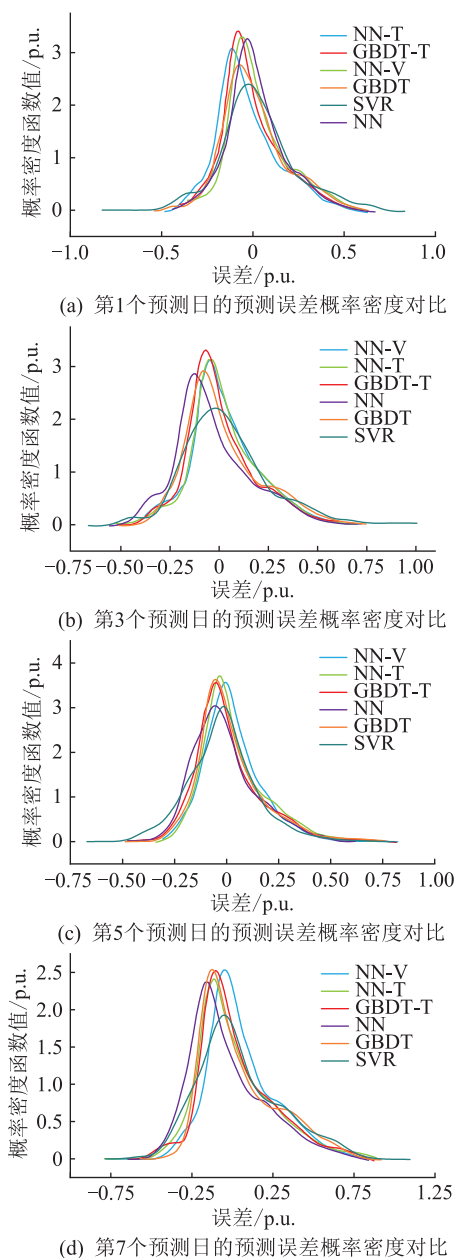 概率密度函数值/p.u.
3
2
1
0
NN-T
GBDT-T
NN-V
GBDT
SVR
NN
−1.0 −0.5 0 0.5 1.0
误差/p.u.
(a) 第1个预测日的预测误差概率密度对比
概率密度函数值/p.u.
3
2
1
0
NN-V
NN-T
GBDT-T
NN
GBDT
SVR
−0.75 −0.50 −0.25 0 0.25 0.50 0.75 1.00
误差/p.u.
(b) 第3个预测日的预测误差概率密度对比
概率密度函数值/p.u.
4
3
2
1
0
NN-V
NN-T
GBDT-T
NN
GBDT
SVR
−0.75 −0.50 −0.25 0 0.25 0.50 0.75 1.00
误差/p.u.
(c) 第5个预测日的预测误差概率密度对比
概率密度函数值/p.u.
2.5
2.0
1.5
1.0
0.5
0
NN-V
NN-T
GBDT-T
NN
GBDT
SVR
−0.75 −0.25 0.25 0.75 1.25
误差/p.u.
(d) 第7个预测日的预测误差概率密度对比